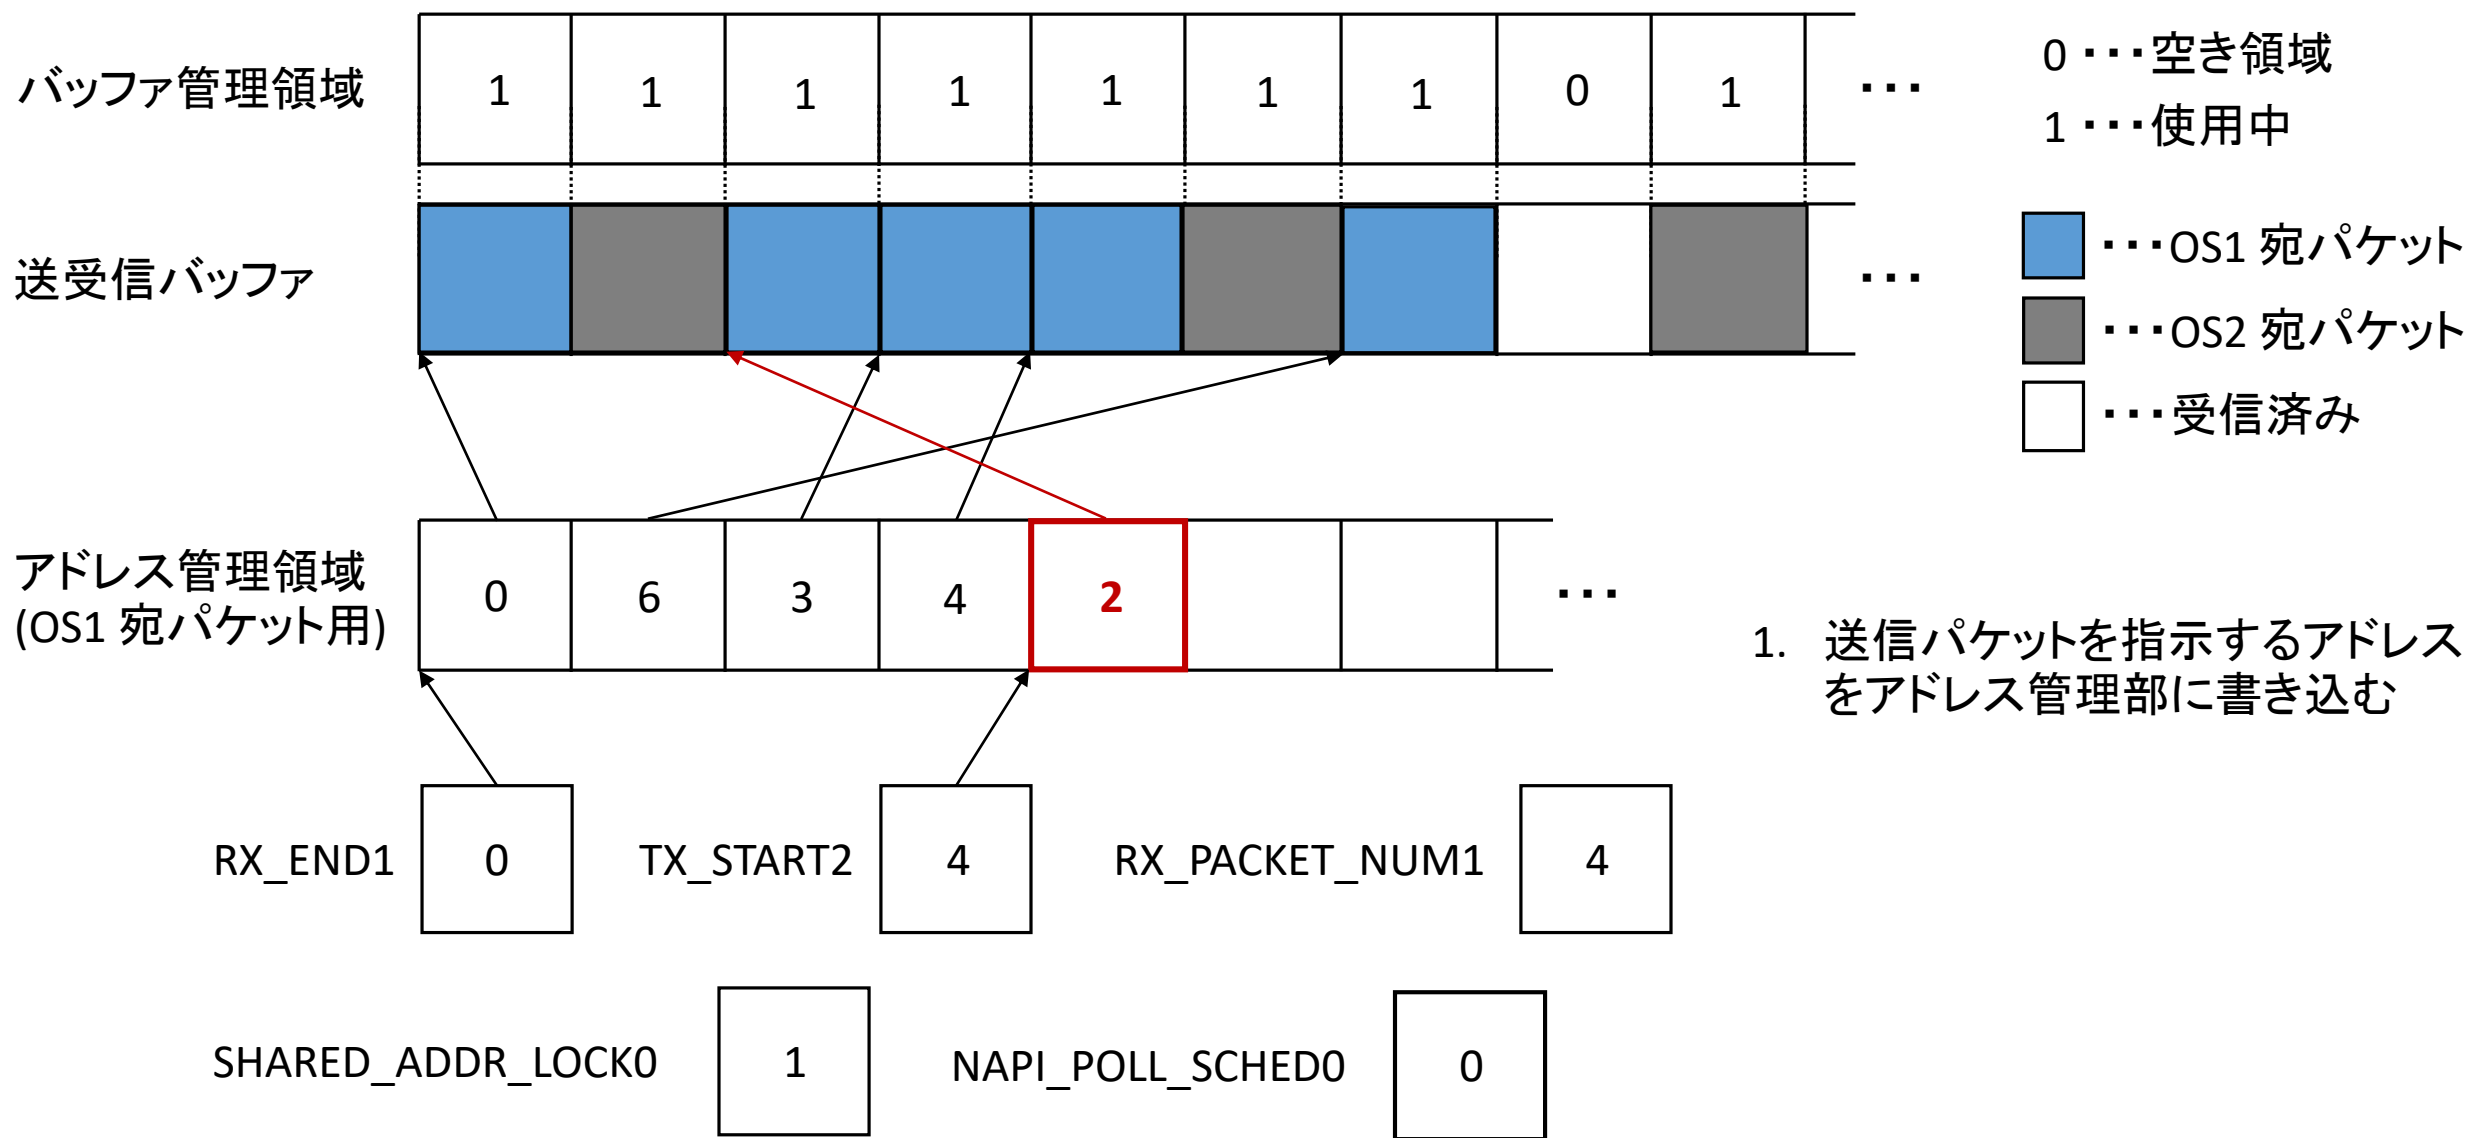 バッファ管理領域
1 1 1 1 1 1 1 0 1 ･･･
0 ･･･空き領域
1 ･･･使用中
送受信バッファ
･･･
･･･OS1 宛パケット
･･･OS2 宛パケット
･･･受信済み
アドレス管理領域
(OS1 宛パケット用)
0 6 3 4 2 ･･･
1. 送信パケットを指示するアドレス
をアドレス管理部に書き込む
RX_END1 0 TX_START2 4 RX_PACKET_NUM1 4
SHARED_ADDR_LOCK0 1 NAPI_POLL_SCHED0 0